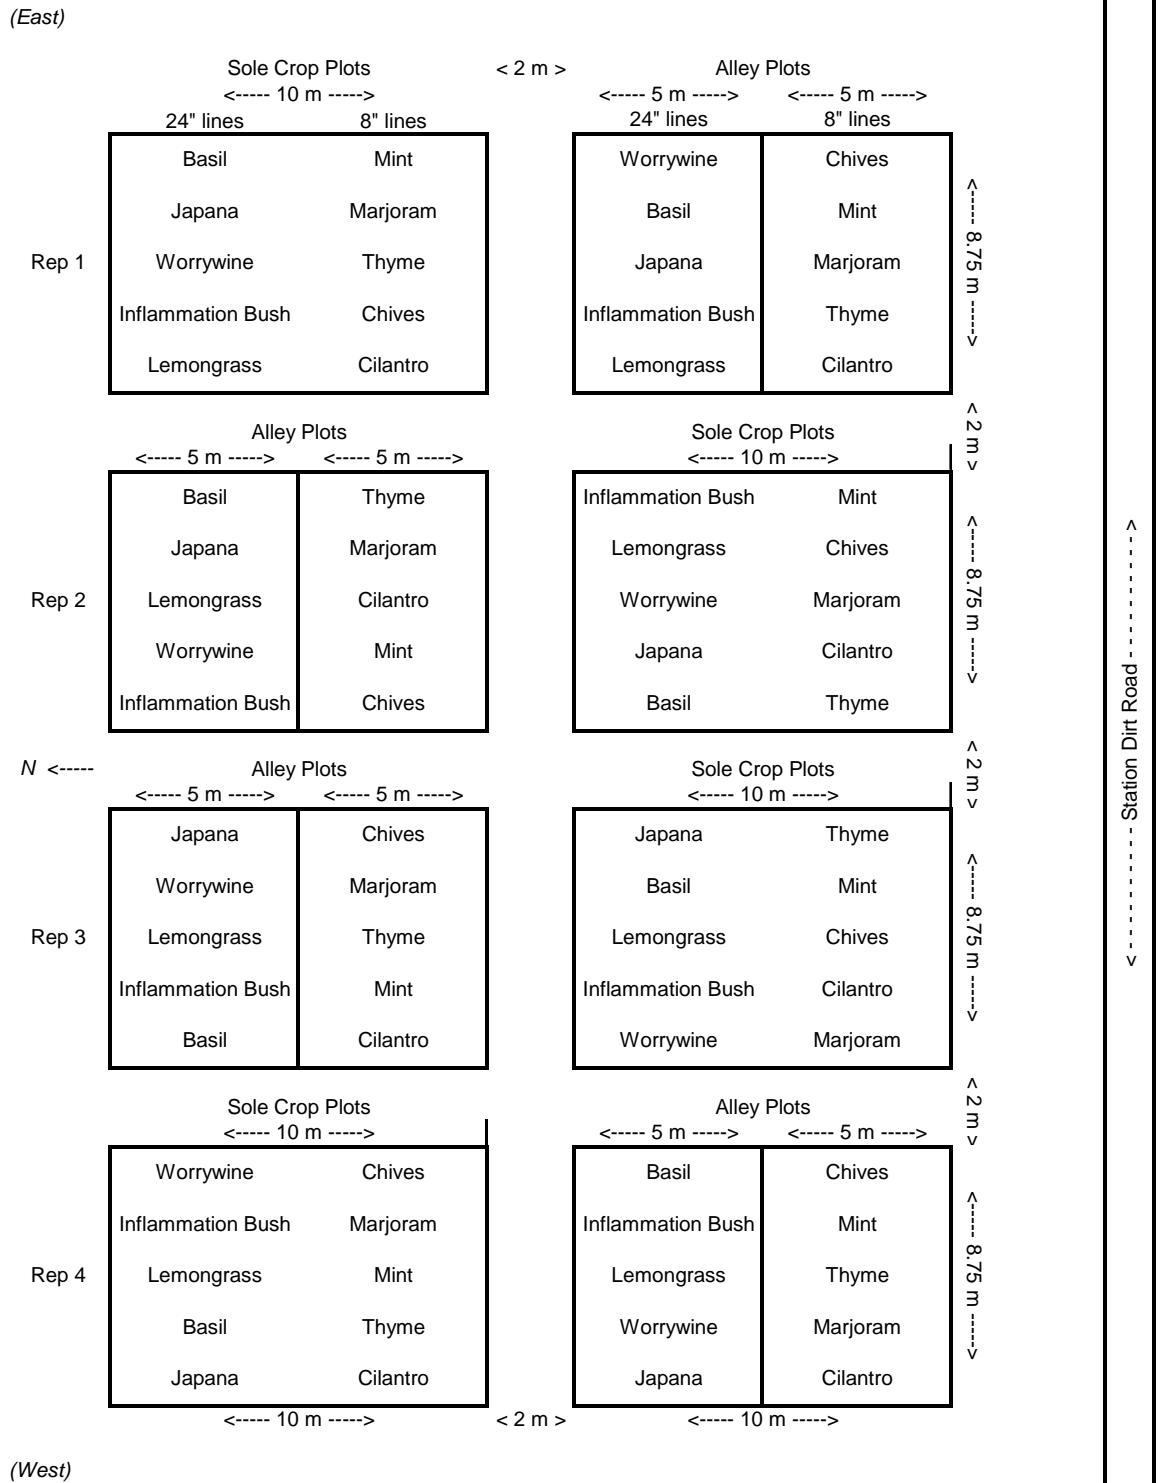 (East)
Sole Crop Plots < 2 m > Alley Plots
<----- 10 m -----> <----- 5 m -----> <----- 5 m ----->
24" lines 8" lines 24" lines 8" lines
Basil Mint Worrywine Chives
Japana Marjoram Basil Mint
Rep 1 Worrywine Thyme Japana Marjoram
Inflammation Bush Chives Inflammation Bush Thyme
Lemongrass Cilantro Lemongrass Cilantro
<----- 8.75 m ----->
< 2 m >
Alley Plots Sole Crop Plots
<----- 5 m -----> <----- 5 m -----> <----- 10 m ----->
Basil Thyme Inflammation Bush Mint
Japana Marjoram Lemongrass Chives
Rep 2 Lemongrass Cilantro Worrywine Marjoram
Worrywine Mint Japana Cilantro
Inflammation Bush Chives Basil Thyme
<----- 8.75 m ----->
< 2 m >
N <----- Alley Plots Sole Crop Plots
<----- 5 m -----> <----- 5 m -----> <----- 10 m ----->
Japana Chives Japana Thyme
Worrywine Marjoram Basil Mint
Rep 3 Lemongrass Thyme Lemongrass Chives
Inflammation Bush Mint Inflammation Bush Cilantro
Basil Cilantro Worrywine Marjoram
<----- 8.75 m ----->
< 2 m >
Sole Crop Plots Alley Plots
<----- 10 m -----> <----- 5 m -----> <----- 5 m ----->
Worrywine Chives Basil Chives
Inflammation Bush Marjoram Inflammation Bush Mint
Rep 4 Lemongrass Mint Lemongrass Thyme
Basil Thyme Worrywine Marjoram
Japana Cilantro Japana Cilantro
<----- 8.75 m ----->
<----- 10 m -----> < 2 m > <----- 10 m ----->
(West)
<- - - - - - - - - - - Station Dirt Road - - - - - - - - - - ->